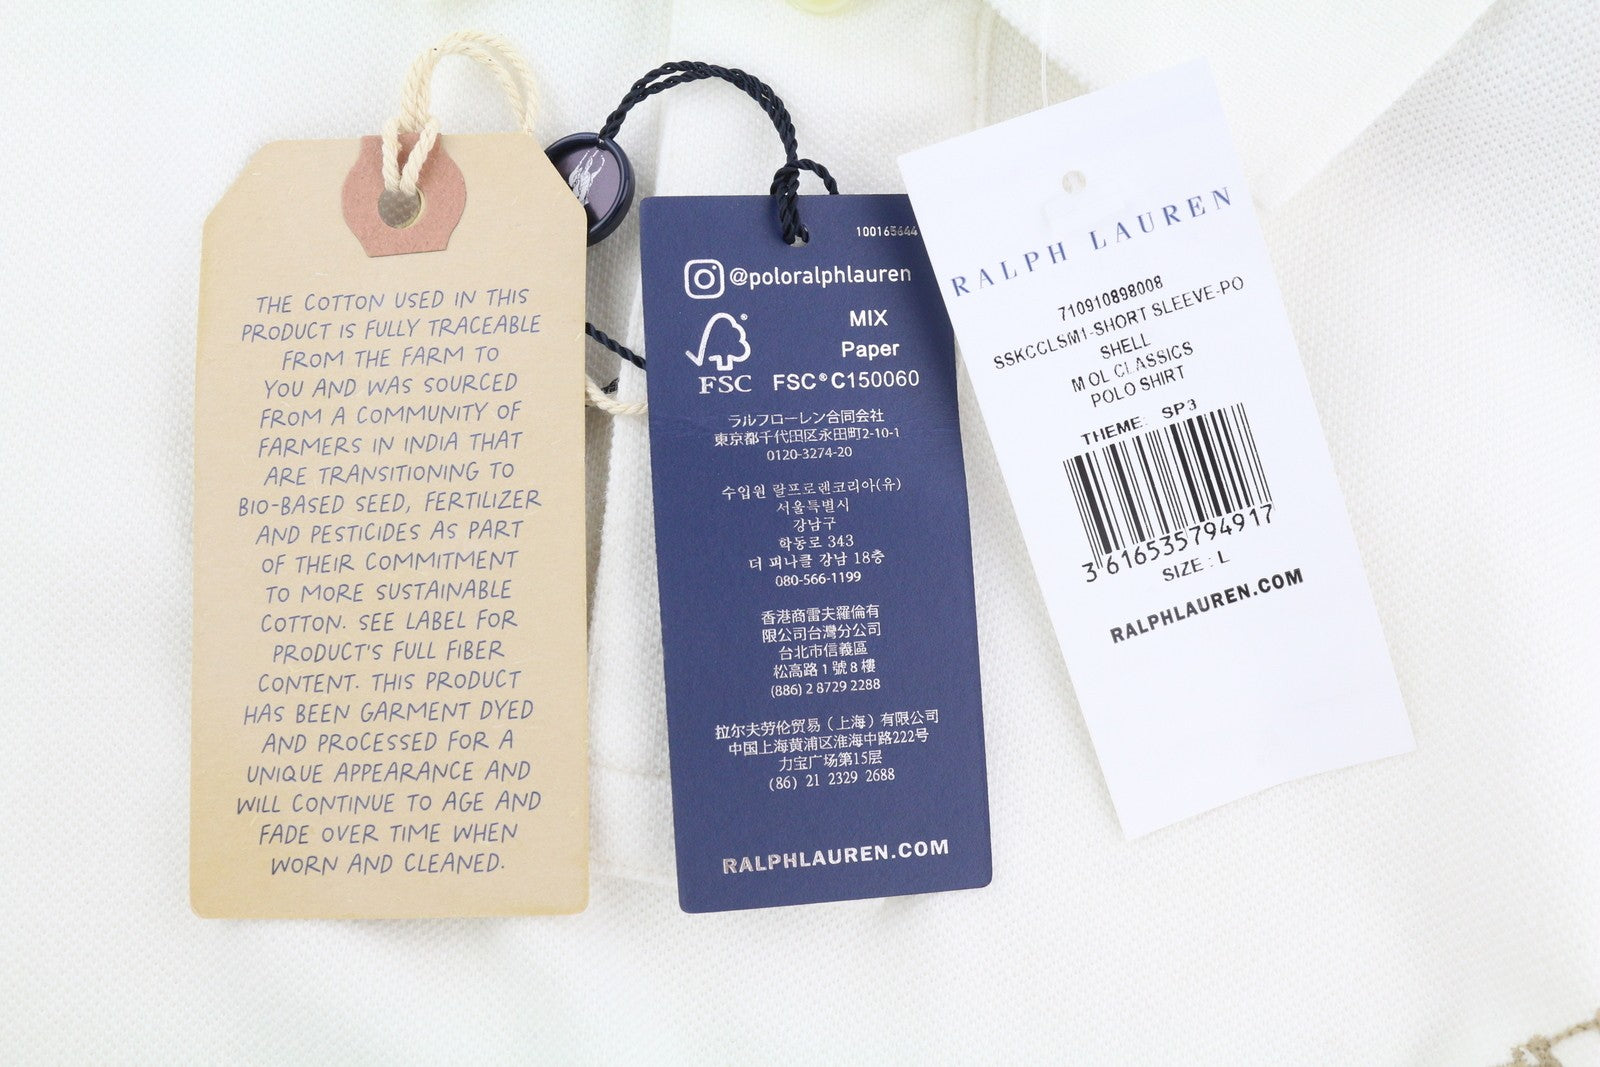 THE COTTON USED IN THIS
PRODUCT IS FULLY TRACEABLE
FROM THE FARM TO
YOU AND WAS SOURCED
FROM A COMMUNITY OF
FARMERS IN INDIA THAT
ARE TRANSITIONING TO
BIO-BASED SEED, FERTILIZER
AND PESTICIDES AS PART
OF THEIR COMMITMENT
TO MORE SUSTAINABLE
COTTON. SEE LABEL FOR
PRODUCT'S FULL FIBER
CONTENT. THIS PRODUCT
HAS BEEN GARMENT DYED
AND PROCESSED FOR A
UNIQUE APPEARANCE AND
WILL CONTINUE TO AGE AND
FADE OVER TIME WHEN
WORN AND CLEANED.
100165644
@poloralphlauren
MIX
Paper
FSC FSC® C150060
ラルフローレン合同会社
東京都千代田区永田町2-10-1
0120-3274-20
수입원 랄프로렌코리아(유)
서울특별시
강남구
학동로 343
더 피나클 강남 18층
080-566-1199
香港商雷夫羅倫有
限公司台灣分公司
台北市信義區
松高路1號8樓
(886) 2 8729 2288
拉尔夫劳伦贸易（上海）有限公司
中国上海黄浦区淮海中路222号
力宝广场第15层
(86) 21 2329 2688
RALPHLAUREN.COM
RALPH LAUREN
710910898008
SSKCCLSM1-SHORT SLEEVE-PO
SHELL
M OL CLASSICS
POLO SHIRT
THEME: SP3
3 616535794917
SIZE : L
RALPHLAUREN.COM